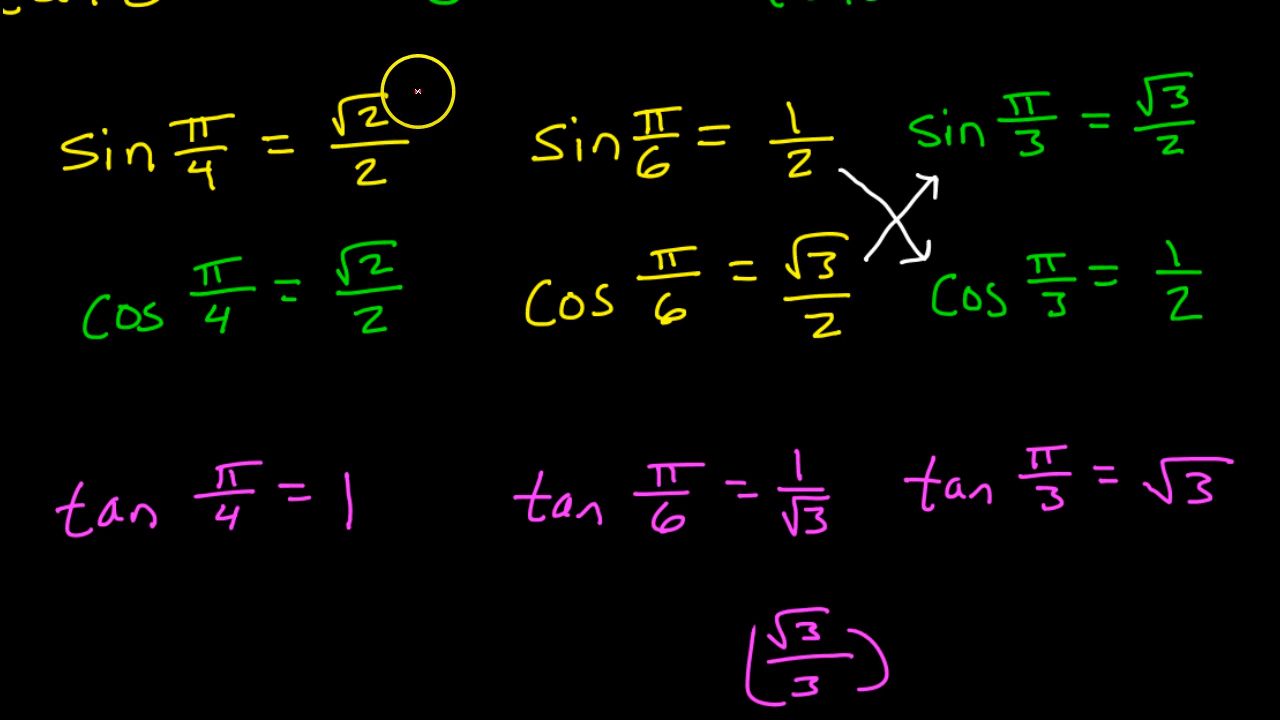 sin π/4 = √2/2 sin π/6 = 1/2 sin π/3 = √3/2
cos π/4 = √2/2 cos π/6 = √3/2 cos π/3 = 1/2
tan π/4 = 1 tan π/6 = 1/√3 tan π/3 = √3
(√3/3)